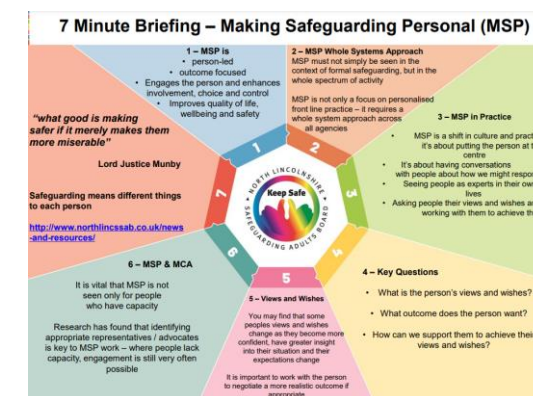 7 Minute Briefing – Making Safeguarding Personal (MSP)
1 – MSP is
• person-led
• outcome focused
• Engages the person and enhances
involvement, choice and control
• Improves quality of life,
wellbeing and safety
2 – MSP Whole Systems Approach
MSP must not simply be seen in the
context of formal safeguarding, but in the
whole spectrum of activity
MSP is not only a focus on personalised
front line practice – it requires a
whole system approach across
all agencies
3 – MSP in Practice
• MSP is a shift in culture and
it's about putting the person at
centre
• It's about having conversations
with people about how we might
• Seeing people as experts in their
lives
• Asking people their views and wishes
working with them to achieve
4 – Key Questions
• What is the person's views and wishes?
• What outcome does the person want?
• How can we support them to achieve their
views and wishes?
5 – Views and Wishes
You may find that some
peoples views and wishes
change as they become more
confident, have greater insight
into their situation and their
expectations change
It is important to work with the person
to negotiate a more realistic outcome if
appropriate
6 – MSP & MCA
It is vital that MSP is not
seen only for people
who have capacity
Research has found that identifying
appropriate representatives / advocates
is key to MSP work – where people lack
capacity, engagement is still very often
possible
"what good is making
safer if it merely makes them
more miserable"
Lord Justice Munby
Safeguarding means different things
to each person
http://www.northlincssab.co.uk/news
-and-resources/
1
2
3
4
5
6
7
NORTH LINCOLNSHIRE
Keep Safe
SAFEGUARDING ADULTS BOARD